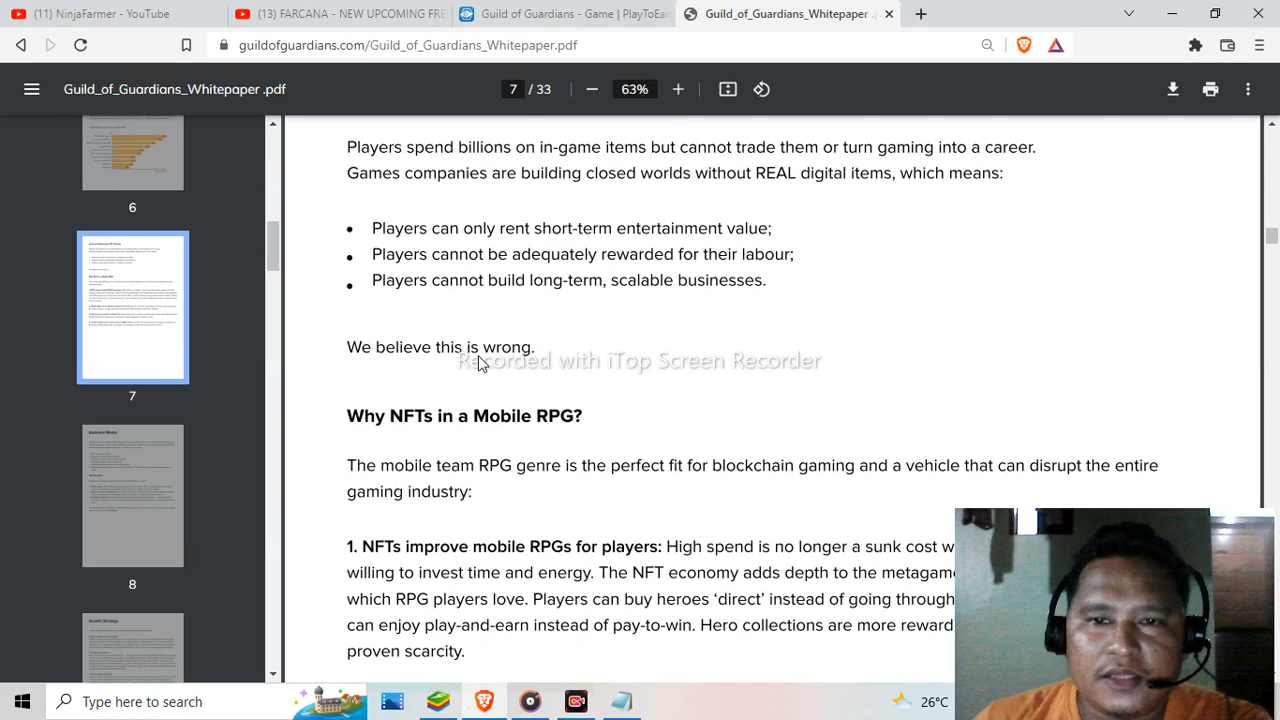 (11) NinjaFarmer - YouTube
(13) FARCANA - NEW UPCOMING FRE
Guild of Guardians - Game | PlayToEar
Guild_of_Guardians_Whitepaper
guildofguardians.com/Guild_of_Guardians_Whitepaper.pdf
Guild_of_Guardians_Whitepaper .pdf
7 / 33
63%
6
7
8
Players spend billions on in-game items but cannot trade them or turn gaming into a career.
Games companies are building closed worlds without REAL digital items, which means:
• Players can only rent short-term entertainment value;
• Players cannot be adequately rewarded for their labour;
• Players cannot build long-term, scalable businesses.
We believe this is wrong.
Recorded with iTop Screen Recorder
Why NFTs in a Mobile RPG?
The mobile team RPG genre is the perfect fit for blockchain gaming and a vehicle that can disrupt the entire
gaming industry:
1. NFTs improve mobile RPGs for players: High spend is no longer a sunk cost w
willing to invest time and energy. The NFT economy adds depth to the metagame
which RPG players love. Players can buy heroes ‘direct’ instead of going through
can enjoy play-and-earn instead of pay-to-win. Hero collections are more reward
proven scarcity.
Type here to search
26°C